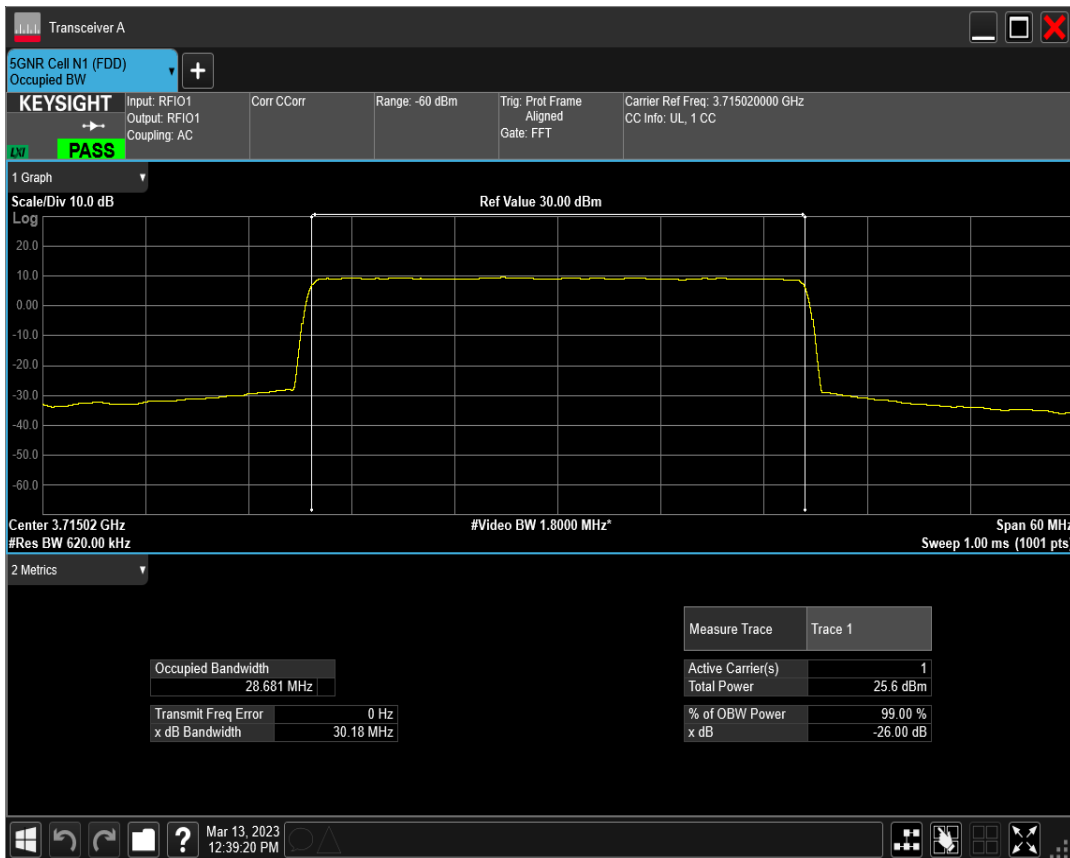 Transceiver A
5GNR Cell N1 (FDD)
Occupied BW
+
KEYSIGHT
LXI
PASS
Input: RFIO1
Output: RFIO1
Coupling: AC
Corr CCorr
Range: -60 dBm
Trig: Prot Frame
Aligned
Gate: FFT
Carrier Ref Freq: 3.715020000 GHz
CC Info: UL, 1 CC
1 Graph
Scale/Div 10.0 dB
Ref Value 30.00 dBm
Log
20.0
10.0
0.00
-10.0
-20.0
-30.0
-40.0
-50.0
-60.0
Center 3.71502 GHz
#Video BW 1.8000 MHz*
Span 60 MHz
#Res BW 620.00 kHz
Sweep 1.00 ms (1001 pts)
2 Metrics
Measure Trace Trace 1
Occupied Bandwidth
28.681 MHz
Active Carrier(s) 1
Total Power 25.6 dBm
Transmit Freq Error 0 Hz
x dB Bandwidth 30.18 MHz
% of OBW Power 99.00 %
x dB -26.00 dB
?
Mar 13, 2023
12:39:20 PM